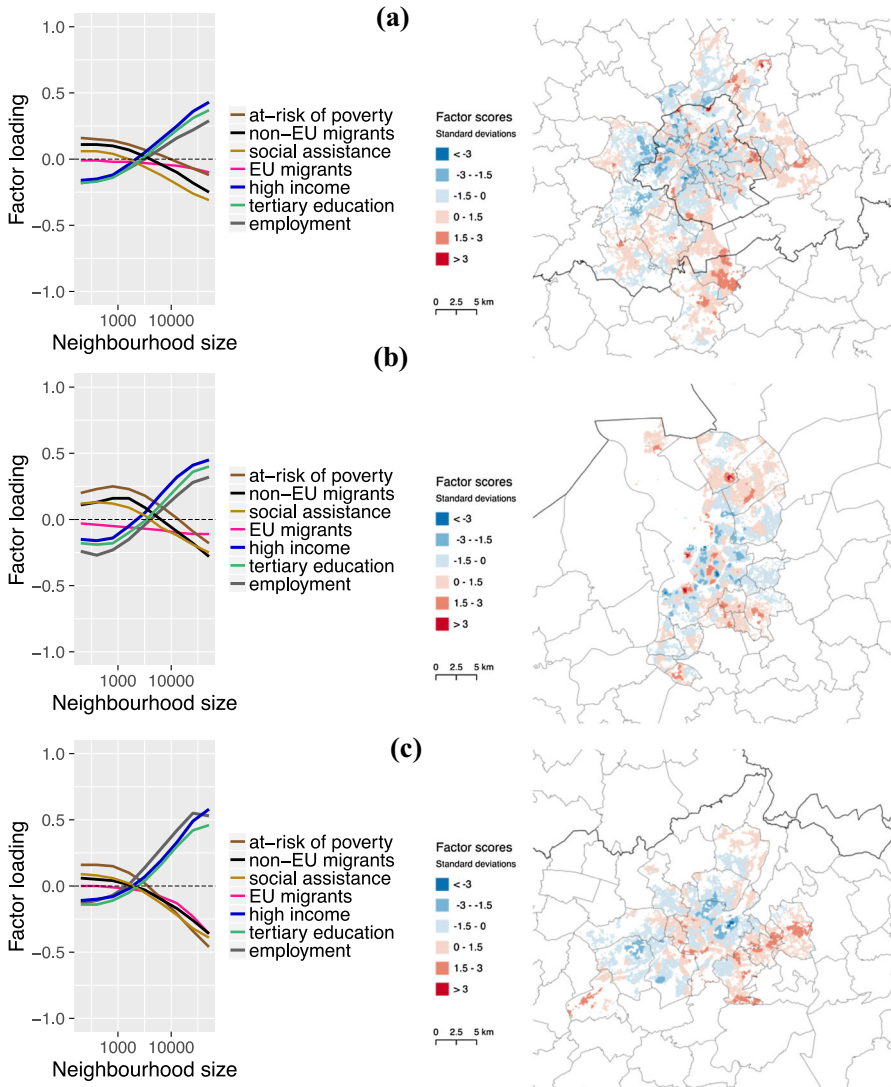 (a)
1.0
0.5
0.0
−0.5
−1.0
Factor loading
1000 10000
Neighbourhood size
at−risk of poverty
non−EU migrants
social assistance
EU migrants
high income
tertiary education
employment
Factor scores
Standard deviations
< -3
-3 - -1.5
-1.5 - 0
0 - 1.5
1.5 - 3
> 3
0 2.5 5 km
(b)
1.0
0.5
0.0
−0.5
−1.0
Factor loading
1000 10000
Neighbourhood size
at−risk of poverty
non−EU migrants
social assistance
EU migrants
high income
tertiary education
employment
Factor scores
Standard deviations
< -3
-3 - -1.5
-1.5 - 0
0 - 1.5
1.5 - 3
> 3
0 2.5 5 km
(c)
1.0
0.5
0.0
−0.5
−1.0
Factor loading
1000 10000
Neighbourhood size
at−risk of poverty
non−EU migrants
social assistance
EU migrants
high income
tertiary education
employment
Factor scores
Standard deviations
< -3
-3 - -1.5
-1.5 - 0
0 - 1.5
1.5 - 3
> 3
0 2.5 5 km